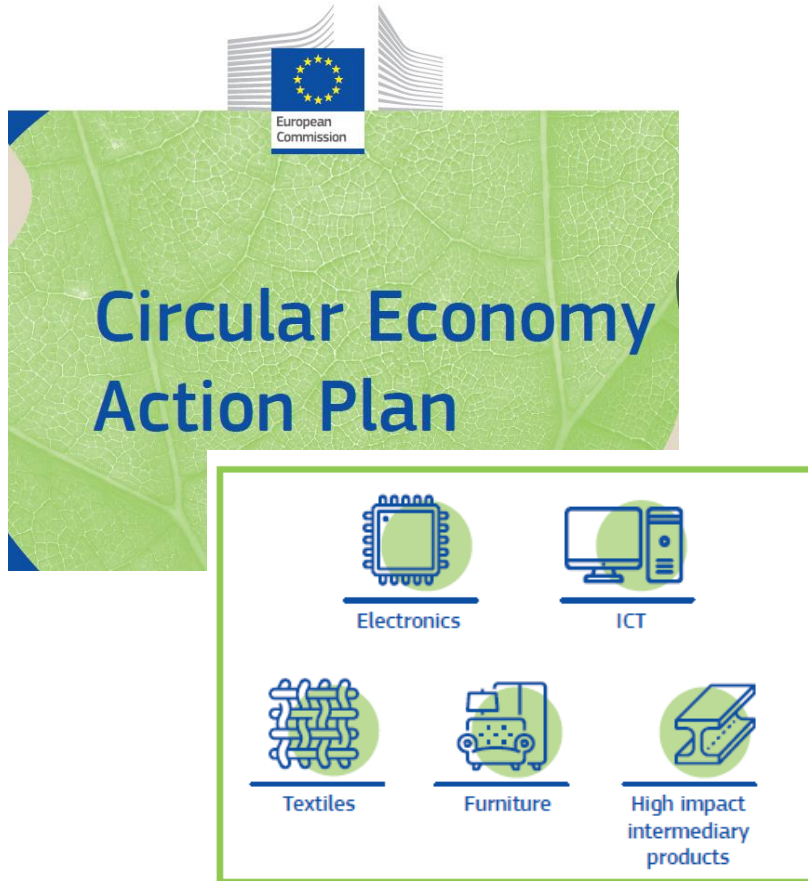 European
Commission
Circular Economy
Action Plan
Electronics
ICT
Textiles
Furniture
High impact
intermediary
products